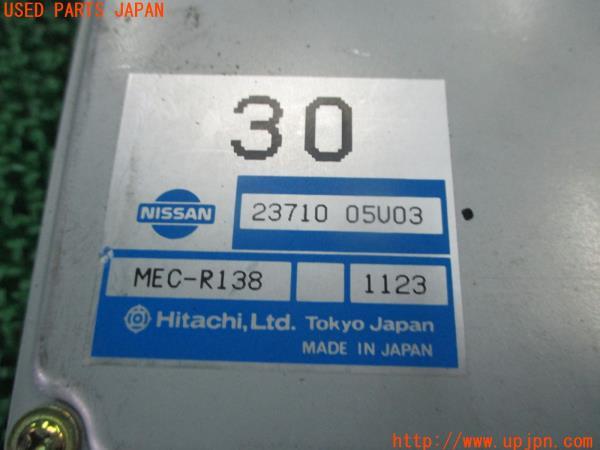 USED PARTS JAPAN
30
NISSAN 23710 05U03
MEC-R138 1123
Hitachi, Ltd. Tokyo Japan
MADE IN JAPAN
http://www.upjpn.com/